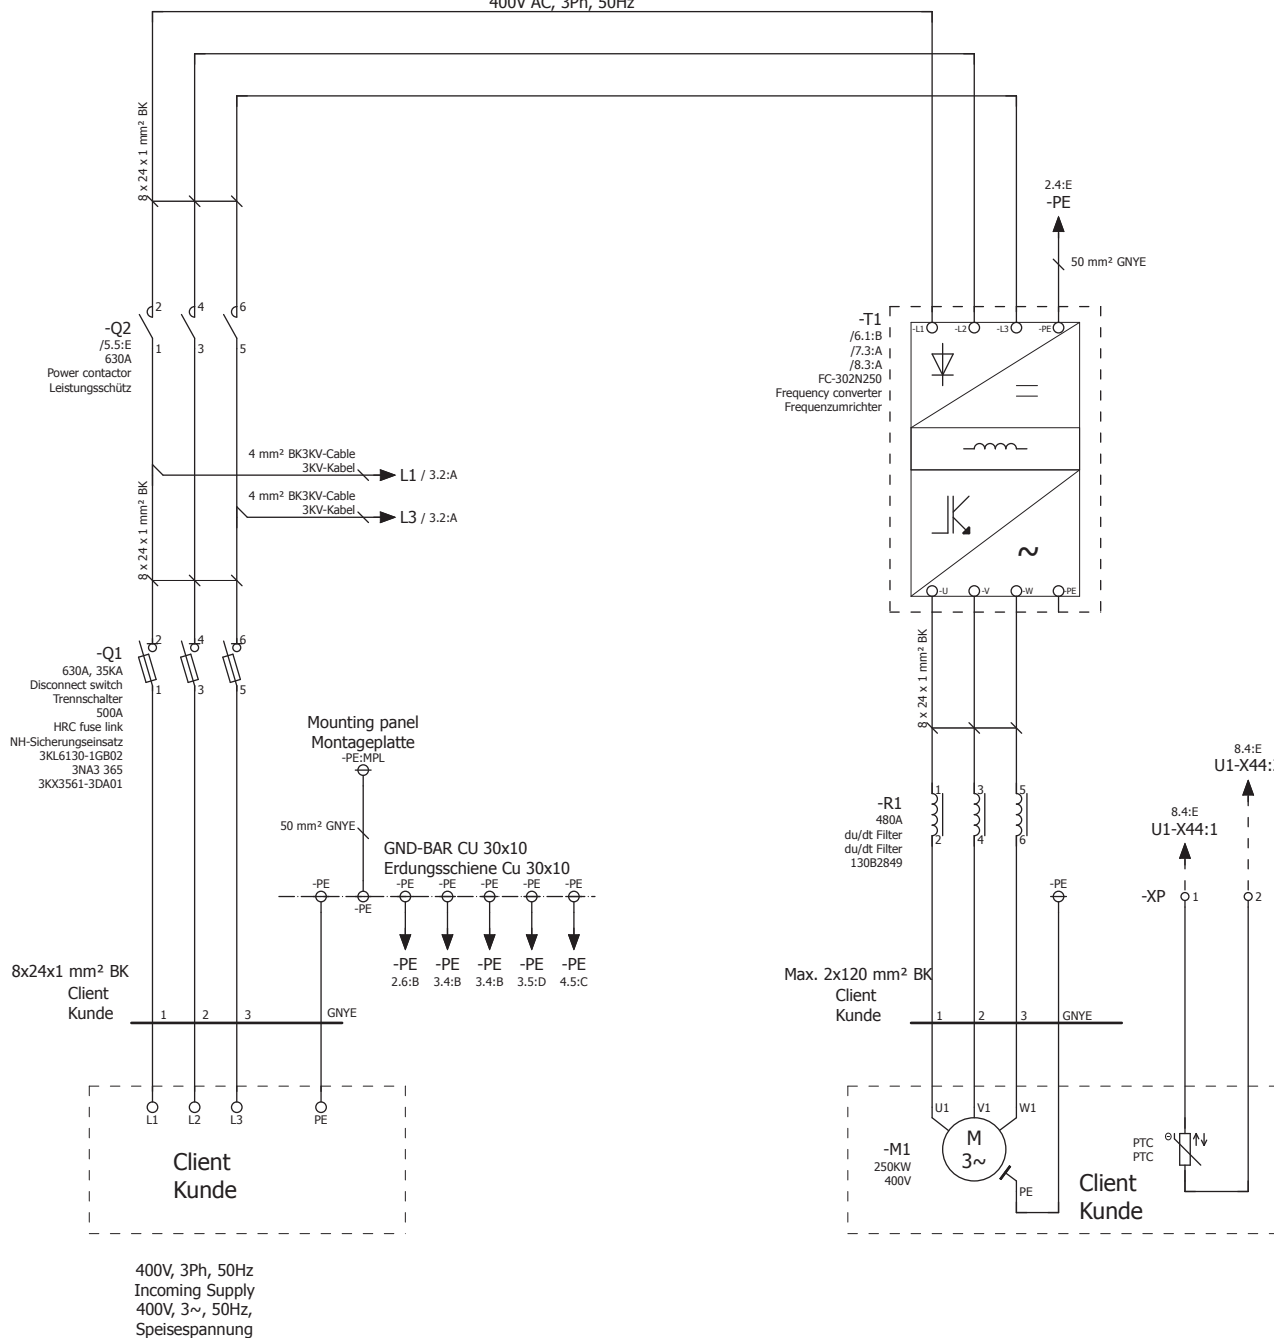 400V AC, 3Ph, 50Hz
8 x 24 x 1 mm² BK
2.4:E
-PE
50 mm² GNYE
2
4
6
-Q2
/5.5:E
630A
Power contactor
Leistungsschütz
1
3
5
-T1
/6.1:B
/7.3:A
/8.3:A
FC-302N250
Frequency converter
Frequenzumrichter
-L1
-L2
-L3
-PE
~
-U
-V
-W
-PE
4 mm² BK3KV-Cable
3KV-Kabel
L1 / 3.2:A
4 mm² BK3KV-Cable
3KV-Kabel
L3 / 3.2:A
8 x 24 x 1 mm² BK
2
4
6
-Q1
630A, 35KA
Disconnect switch
Trennschalter
500A
HRC fuse link
NH-Sicherungseinsatz
3KL6130-1GB02
3NA3 365
3KX3561-3DA01
1
3
5
8 x 24 x 1 mm² BK
Mounting panel
Montageplatte
-PE:MPL
50 mm² GNYE
GND-BAR CU 30x10
Erdungsschiene Cu 30x10
-PE
-PE
-PE
-PE
-PE
-PE
-PE
-PE
2.6:B
-PE
3.4:B
-PE
3.4:B
-PE
3.5:D
-PE
4.5:C
-R1
480A
du/dt Filter
du/dt Filter
130B2849
1
3
5
2
4
6
-PE
8.4:E
U1-X44:1
8.4:E
U1-X44:
-XP
1
2
8x24x1 mm² BK
Client
Kunde
1
2
3
GNYE
Max. 2x120 mm² BK
Client
Kunde
1
2
3
GNYE
L1
L2
L3
PE
Client
Kunde
U1
V1
W1
-M1
250KW
400V
M
3~
PE
PTC
PTC
Client
Kunde
400V, 3Ph, 50Hz
Incoming Supply
400V, 3~, 50Hz,
Speisespannung